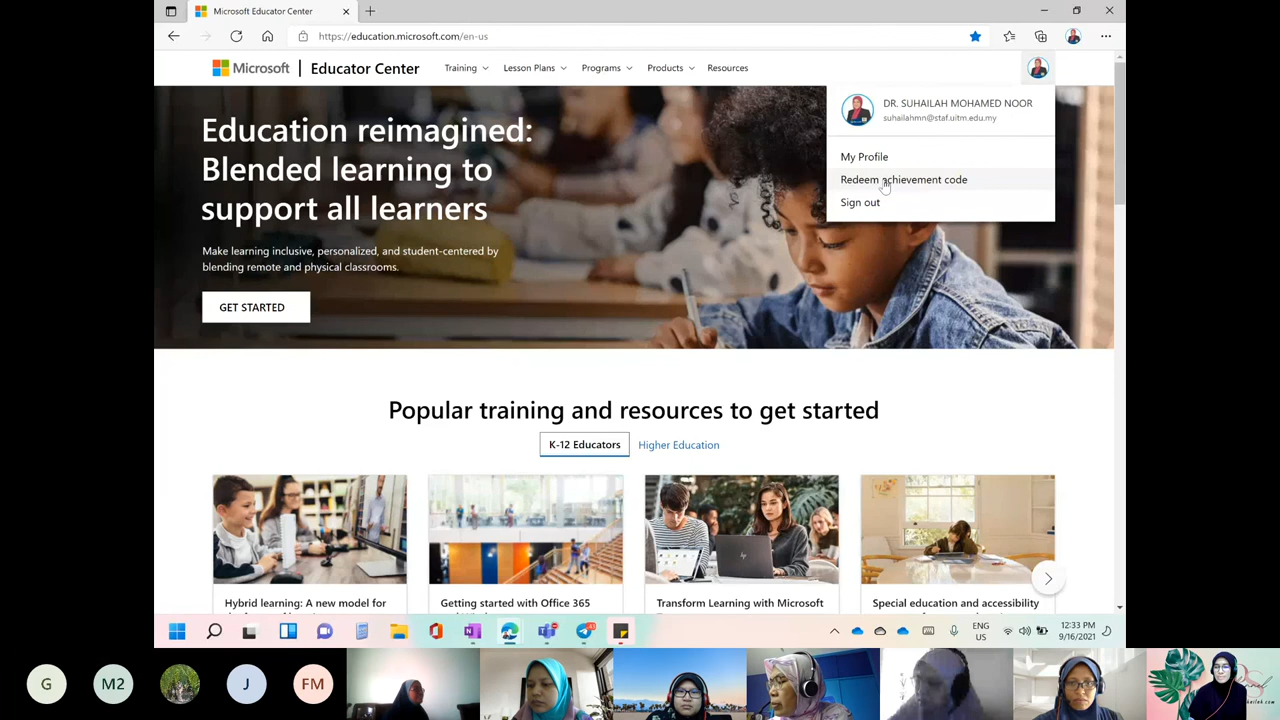 Microsoft Educator Center
https://education.microsoft.com/en-us
Microsoft | Educator Center
Training
Lesson Plans
Programs
Products
Resources
DR. SUHAILAH MOHAMED NOOR
suhailahmn@staf.uitm.edu.my
My Profile
Redeem achievement code
Sign out
Education reimagined:
Blended learning to
support all learners
Make learning inclusive, personalized, and student-centered by
blending remote and physical classrooms.
GET STARTED
Popular training and resources to get started
K-12 Educators
Higher Education
Hybrid learning: A new model for
Getting started with Office 365
Transform Learning with Microsoft
Special education and accessibility
ENG
US
12:33 PM
9/16/2021
G
M2
J
FM